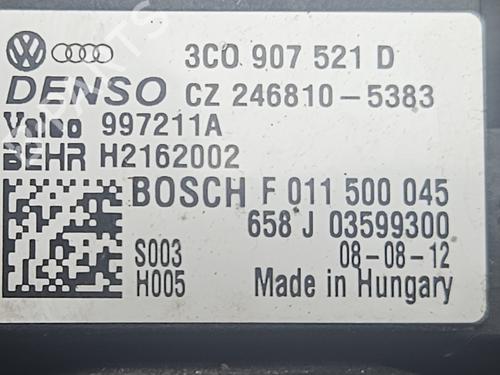 3C0 907 521 D
DENSO CZ 246810-5383
Valeo 997211A
BEHR H2162002
BOSCH F 011 500 045
658 J 03599300
S003 08-08-12
H005 Made in Hungary